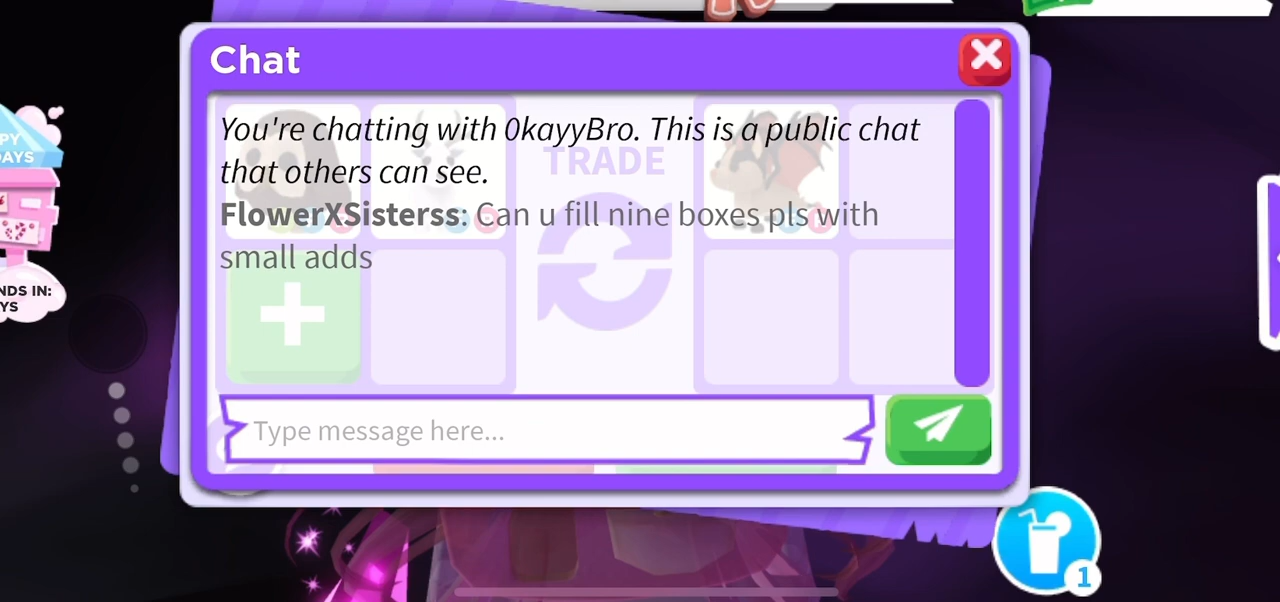 Chat
You're chatting with 0kayyBro. This is a public chat
that others can see.
TRADE
FlowerXSisterss: Can u fill nine boxes pls with
small adds
Type message here...
PY
DAYS
NDS IN:
YS
1